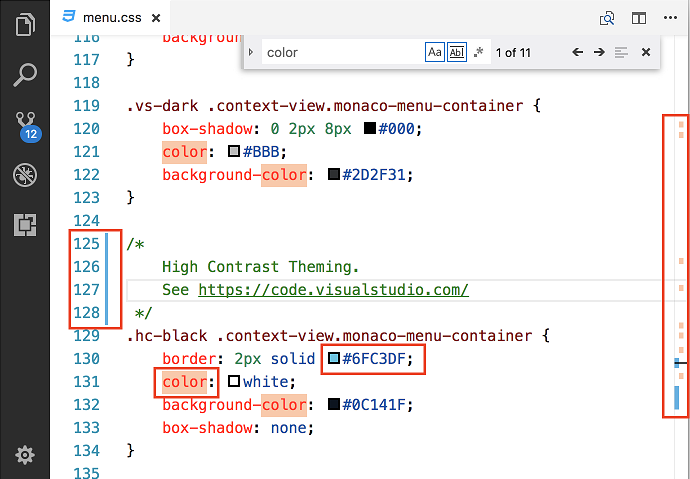 menu.css ×
116 background
color Aa Abl .* 1 of 11
117 }
118
119 .vs-dark .context-view.monaco-menu-container {
120 box-shadow: 0 2px 8px #000;
121 color: #BBB;
122 background-color: #2D2F31;
123 }
124
125 /*
126 High Contrast Theming.
127 See https://code.visualstudio.com/
128 */
129 .hc-black .context-view.monaco-menu-container {
130 border: 2px solid #6FC3DF;
131 color: white;
132 background-color: #0C141F;
133 box-shadow: none;
134 }
135
12